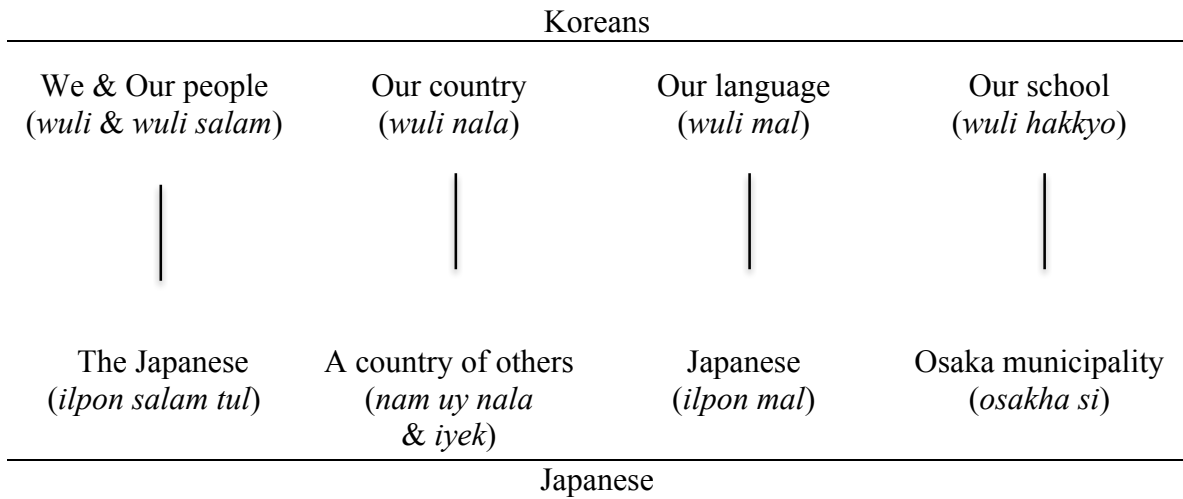 Koreans
We & Our people Our country Our language Our school
(wuli & wuli salam) (wuli nala) (wuli mal) (wuli hakkyo)
The Japanese A country of others Japanese Osaka municipality
(ilpon salam tul) (nam uy nala (ilpon mal) (osakha si)
& iyek)
Japanese